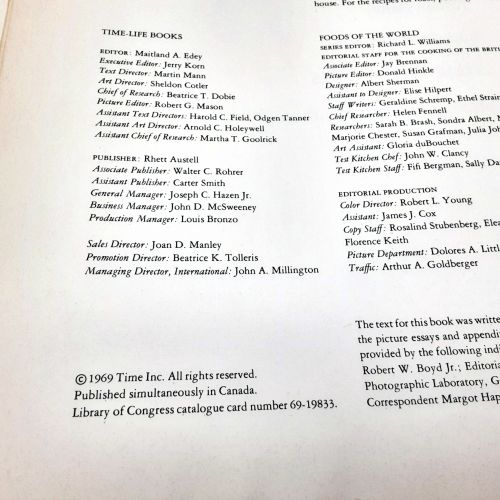 house. For the recipes for food,
TIME-LIFE BOOKS
EDITOR: Maitland A. Edey
Executive Editor: Jerry Korn
Text Director: Martin Mann
Art Director: Sheldon Cotler
Chief of Research: Beatrice T. Dobie
Picture Editor: Robert G. Mason
Assistant Text Directors: Harold C. Field, Ogden Tanner
Assistant Art Director: Arnold C. Holeywell
Assistant Chief of Research: Martha T. Goolrick
PUBLISHER: Rhett Austell
Associate Publisher: Walter C. Rohrer
Assistant Publisher: Carter Smith
General Manager: Joseph C. Hazen Jr.
Business Manager: John D. McSweeney
Production Manager: Louis Bronzo
Sales Director: Joan D. Manley
Promotion Director: Beatrice K. Tolleris
Managing Director, International: John A. Millington
© 1969 Time Inc. All rights reserved.
Published simultaneously in Canada.
Library of Congress catalogue card number 69-19833.
FOODS OF THE WORLD
SERIES EDITOR: Richard L. Williams
EDITORIAL STAFF FOR THE COOKING OF THE BRIT
Associate Editor: Jay Brennan
Picture Editor: Donald Hinkle
Designer: Albert Sherman
Assistant to Designer: Elise Hilpert
Staff Writers: Geraldine Schremp, Ethel Strain
Chief Researcher: Helen Fennell
Researchers: Sarah B. Brash, Sondra Albert, M
Marjorie Chester, Susan Grafman, Julia Joh
Art Assistant: Gloria duBouchet
Test Kitchen Chef: John W. Clancy
Test Kitchen Staff: Fifi Bergman, Sally Da
EDITORIAL PRODUCTION
Color Director: Robert L. Young
Assistant: James J. Cox
Copy Staff: Rosalind Stubenberg, Elea
Florence Keith
Picture Department: Dolores A. Littl
Traffic: Arthur A. Goldberger
The text for this book was writte
the picture essays and appendi
provided by the following indi
Robert W. Boyd Jr.; Editoria
Photographic Laboratory, G
Correspondent Margot Hap